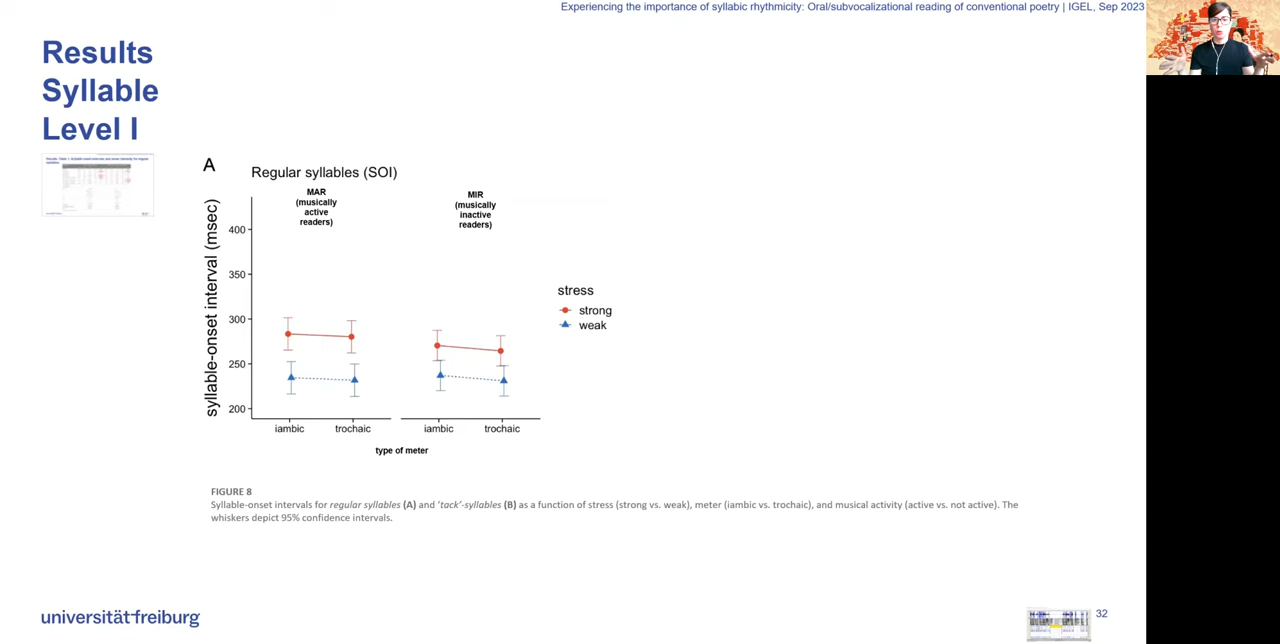 Experiencing the importance of syllabic rhythmicity: Oral/subvocalizational reading of conventional poetry | IGEL, Sep 2023
Results
Syllable
Level I
A
Regular syllables (SOI)
MAR
(musically
active
readers)
MIR
(musically
inactive
readers)
syllable-onset interval (msec)
400
350
300
250
200
stress
strong
weak
iambic
trochaic
iambic
trochaic
type of meter
FIGURE 8
Syllable-onset intervals for regular syllables (A) and 'tack'-syllables (B) as a function of stress (strong vs. weak), meter (iambic vs. trochaic), and musical activity (active vs. not active). The
whiskers depict 95% confidence intervals.
universität freiburg
32